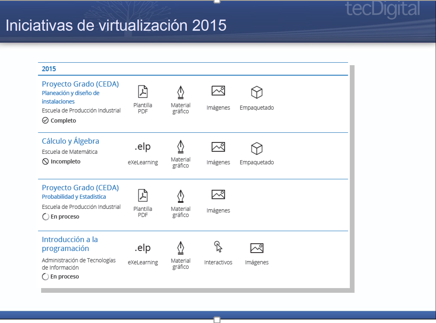 tecDigital
Iniciativas de virtualización 2015
2015
Proyecto Grado (CEDA)
Planeación y diseño de
instalaciones
Escuela de Producción Industrial
Completo
Plantilla
PDF
Material
gráfico
Imágenes
Empaquetado
Cálculo y Álgebra
Escuela de Matemática
Incompleto
.elp
eXeLearning
Material
gráfico
Imágenes
Empaquetado
Proyecto Grado (CEDA)
Probabilidad y Estadística
Escuela de Producción Industrial
En proceso
Plantilla
PDF
Material
gráfico
Imágenes
Introducción a la
programación
Administración de Tecnologías
de Información
En proceso
.elp
eXeLearning
Material
gráfico
Interactivos
Imágenes